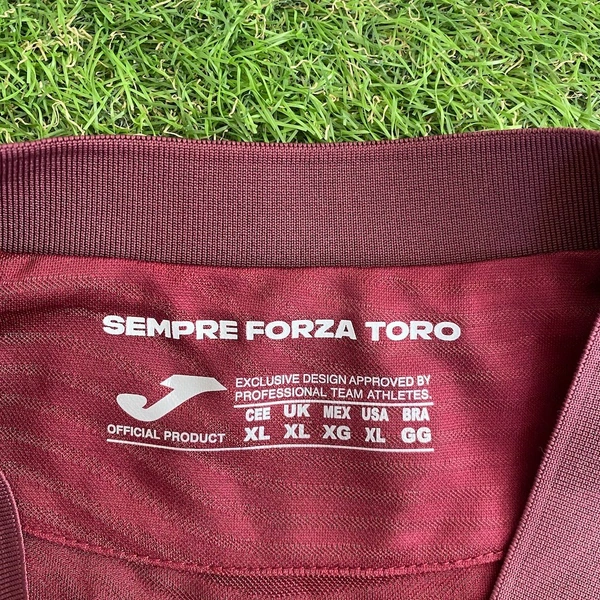 SEMPRE FORZA TORO
EXCLUSIVE DESIGN APPROVED BY
PROFESSIONAL TEAM ATHLETES.
OFFICIAL PRODUCT
CEE UK MEX USA BRA
XL XL XG XL GG